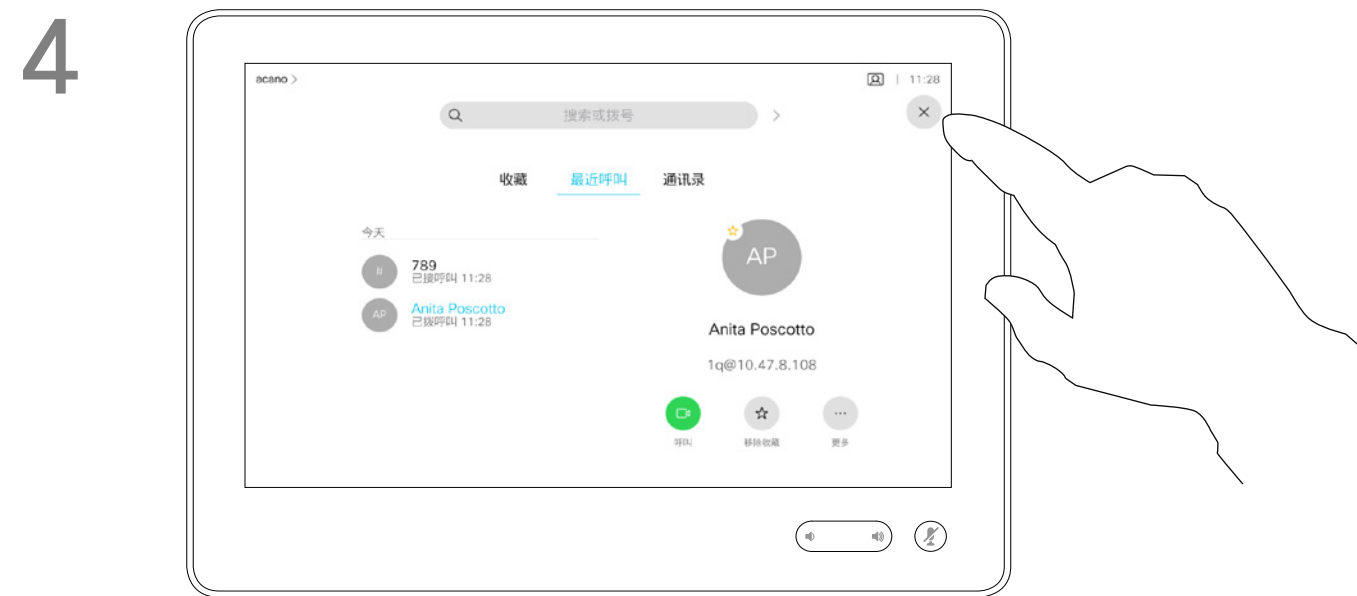 4
acano >
11:28
搜索或拨号
收藏 最近呼叫 通讯录
今天
789
已接呼叫 11:28
AP
Anita Poscotto
已拨呼叫 11:28
AP
Anita Poscotto
1q@10.47.8.108
呼叫 移除收藏 更多